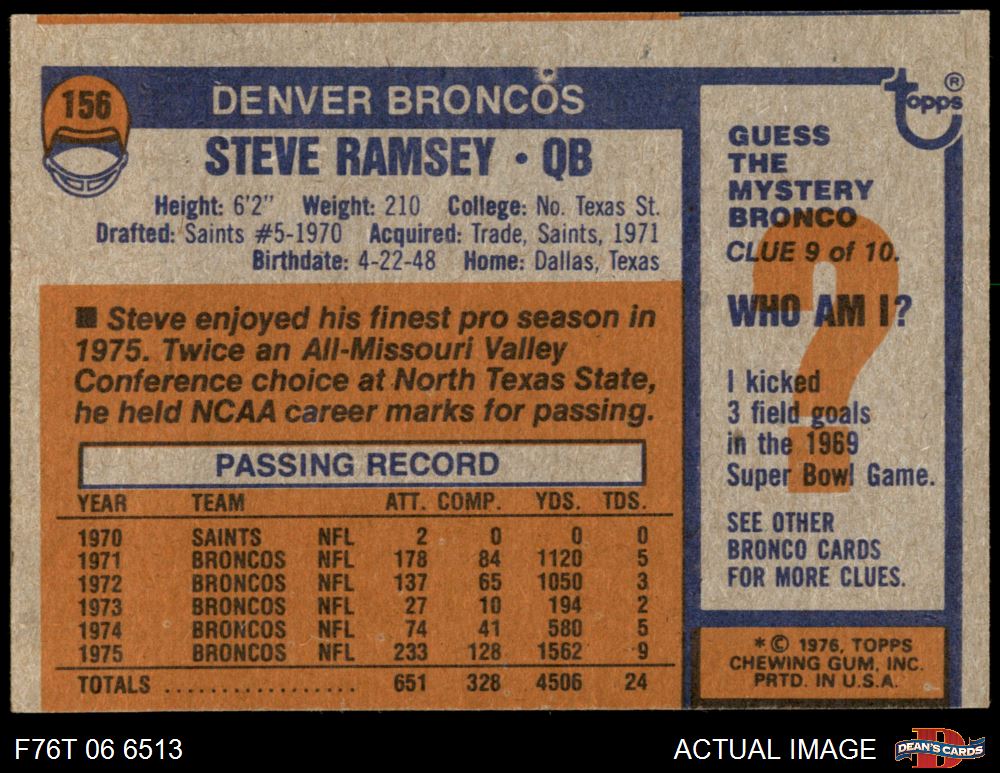 156
DENVER BRONCOS
STEVE RAMSEY • QB
Height: 6'2" Weight: 210 College: No. Texas St.
Drafted: Saints #5-1970 Acquired: Trade, Saints, 1971
Birthdate: 4-22-48 Home: Dallas, Texas
■ Steve enjoyed his finest pro season in
1975. Twice an All-Missouri Valley
Conference choice at North Texas State,
he held NCAA career marks for passing.
PASSING RECORD
YEAR TEAM ATT. COMP. YDS. TDS.
1970 SAINTS NFL 2 0 0 0
1971 BRONCOS NFL 178 84 1120 5
1972 BRONCOS NFL 137 65 1050 3
1973 BRONCOS NFL 27 10 194 2
1974 BRONCOS NFL 74 41 580 5
1975 BRONCOS NFL 233 128 1562 9
TOTALS .................. 651 328 4506 24
topps ®
GUESS
THE
MYSTERY
BRONCO
CLUE 9 of 10.
WHO AM I?
?
I kicked
3 field goals
in the 1969
Super Bowl Game.
SEE OTHER
BRONCO CARDS
FOR MORE CLUES.
* © 1976, TOPPS
CHEWING GUM, INC.
PRTD. IN U.S.A.
F76T 06 6513
ACTUAL IMAGE
D
DEAN'S CARDS